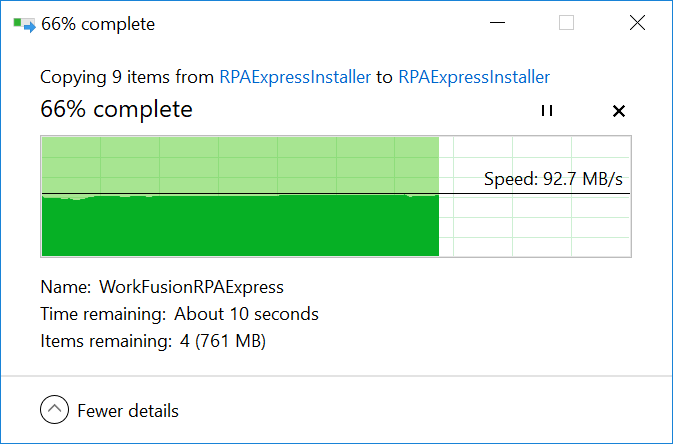 66% complete
Copying 9 items from RPAExpressInstaller to RPAExpressInstaller
66% complete
Speed: 92.7 MB/s
Name: WorkFusionRPAExpress
Time remaining: About 10 seconds
Items remaining: 4 (761 MB)
Fewer details